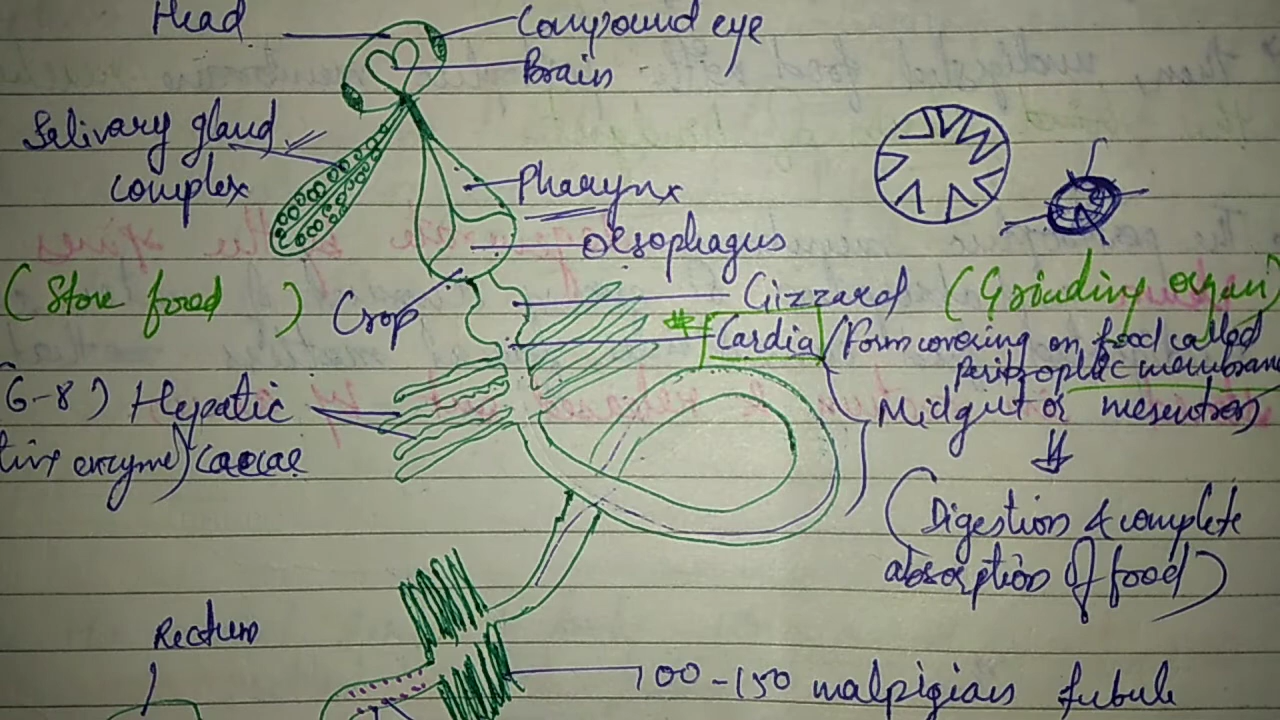 Head
Compound eye
Brain
Salivary gland
complex
Pharynx
Oesophagus
(Store food)
Crop
Gizzard (Grinding organ)
Cardia (Form covering on food called
peritrophic membrane
6-8) Hepatic
caecae
tive enzyme)
Midgut or mesentron
(Digestion & complete
absorption of food)
Rectum
100-150 malpigian tubule